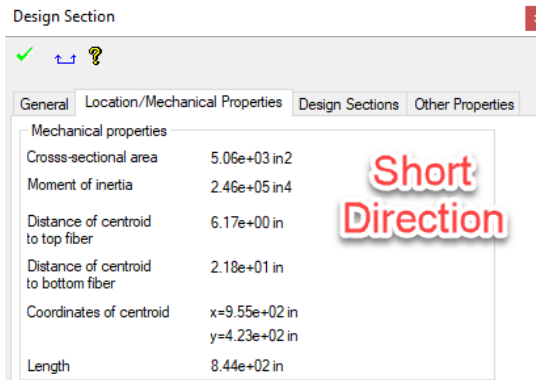 Design Section
?
General Location/Mechanical Properties Design Sections Other Properties
Mechanical properties
Crosss-sectional area 5.06e+03 in2
Moment of inertia 2.46e+05 in4
Distance of centroid 6.17e+00 in
to top fiber
Distance of centroid 2.18e+01 in
to bottom fiber
Coordinates of centroid x=9.55e+02 in
y=4.23e+02 in
Length 8.44e+02 in
Short
Direction